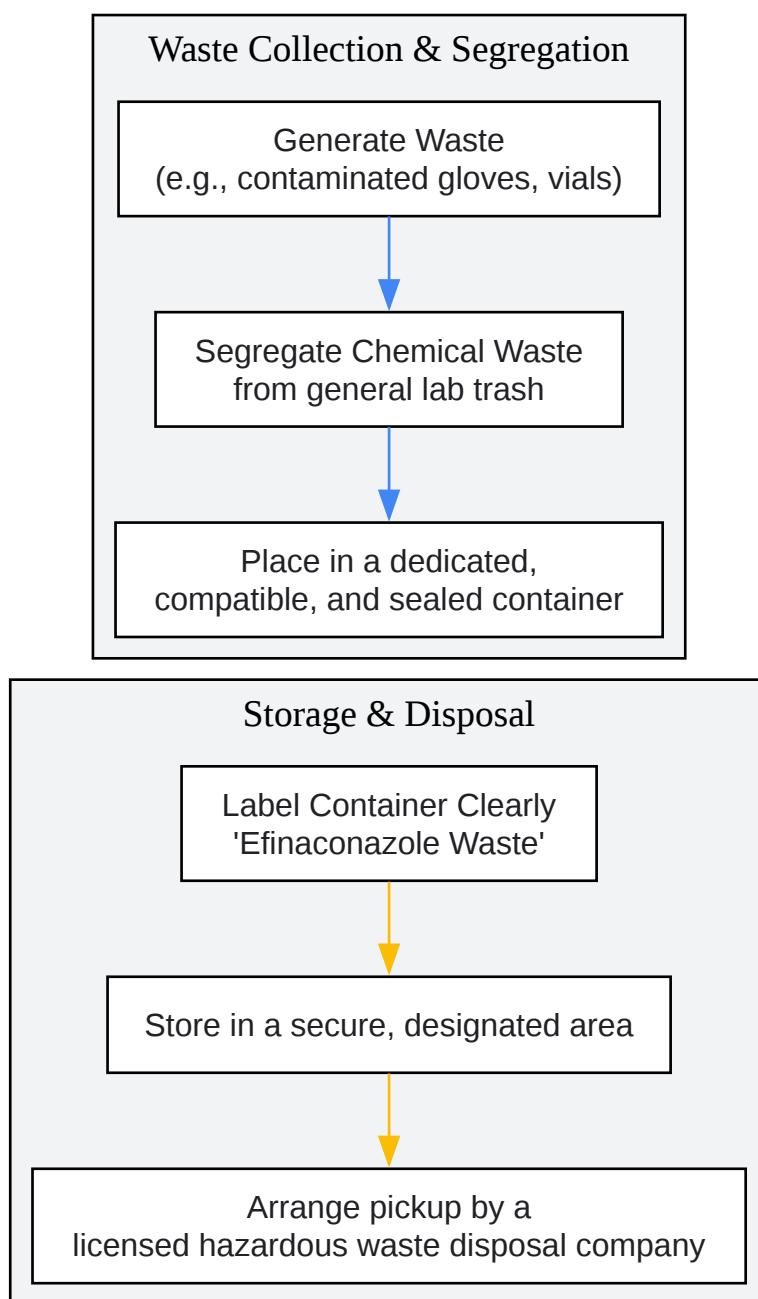 Waste Collection & Segregation
Generate Waste
(e.g., contaminated gloves, vials)
Segregate Chemical Waste
from general lab trash
Place in a dedicated,
compatible, and sealed container
Storage & Disposal
Label Container Clearly
'Efinaconazole Waste'
Store in a secure, designated area
Arrange pickup by a
licensed hazardous waste disposal company